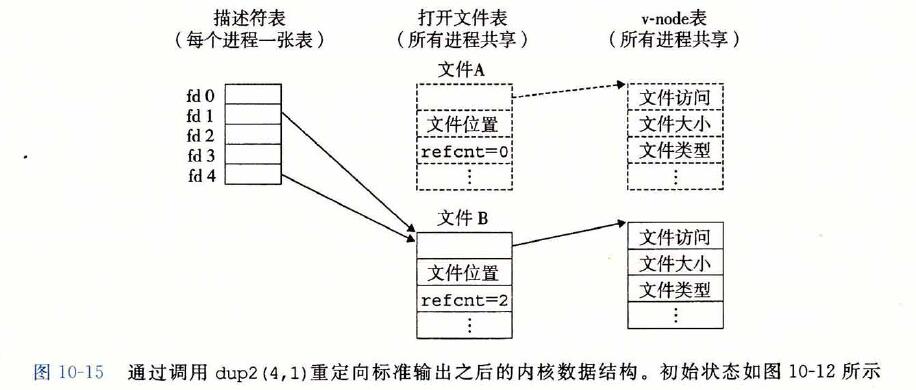 描述符表
（每个进程一张表）
打开文件表
（所有进程共享）
v-node表
（所有进程共享）
文件A
fd 0
fd 1
fd 2
fd 3
fd 4
文件位置
refcnt=0
⋮
文件访问
文件大小
文件类型
⋮
文件 B
文件位置
refcnt=2
⋮
文件访问
文件大小
文件类型
⋮
图 10-15 通过调用 dup2(4,1)重定向标准输出之后的内核数据结构。初始状态如图 10-12 所示